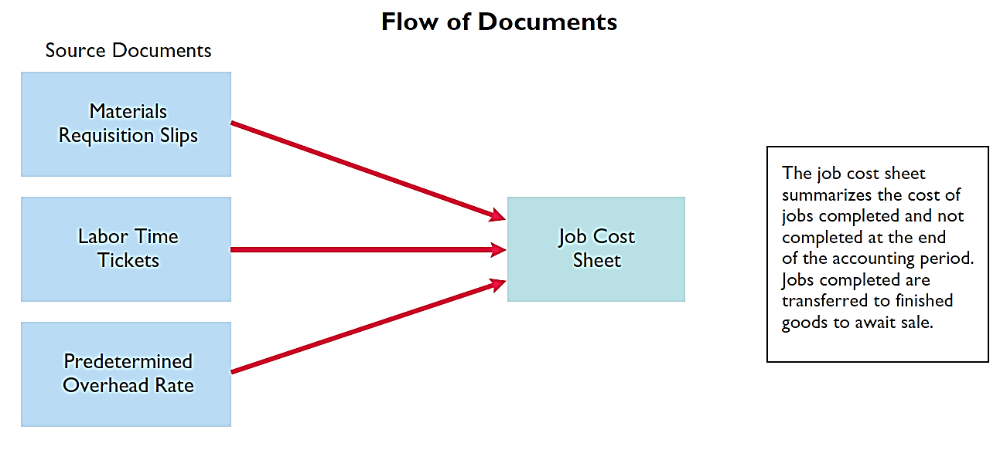 Flow of Documents
Source Documents
Materials
Requisition Slips
Labor Time
Tickets
Predetermined
Overhead Rate
Job Cost
Sheet
The job cost sheet
summarizes the cost of
jobs completed and not
completed at the end
of the accounting period.
Jobs completed are
transferred to finished
goods to await sale.